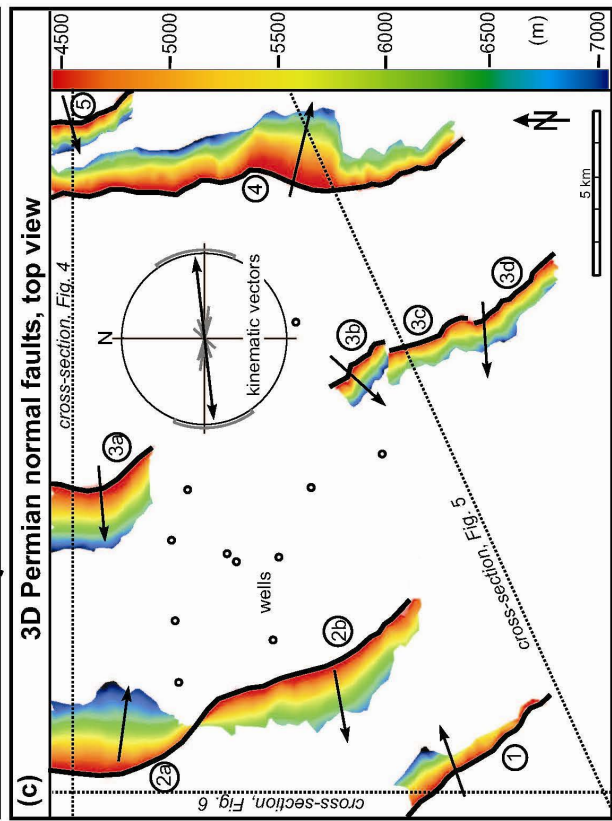 (c) 3D Permian normal faults, top view
4500
5000
5500
6000
6500
(m)
7000
cross-section, Fig. 4
5
4
N
kinematic vectors
N
5 km
3a
3b
3c
3d
wells
cross-section, Fig. 5
2a
2b
1
cross-section, Fig. 6